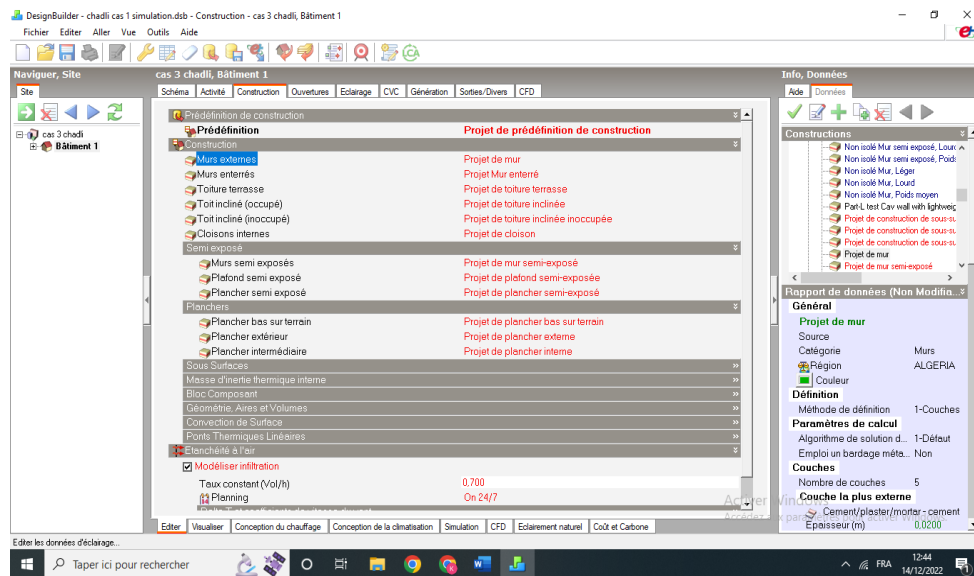 DesignBuilder - chadli cas 1 simulation.dsb - Construction - cas 3 chadli, Bâtiment 1
Fichier Editer Aller Vue Outils Aide
Naviguer, Site
Site
cas 3 chadi
Bâtiment 1
cas 3 chadli, Bâtiment 1
Schéma Activité Construction Ouvertures Eclairage CVC Génération Sorties/Divers CFD
Prédéfinition de construction
Prédéfinition Projet de prédéfinition de construction
Construction
Murs externes Projet de mur
Murs enterrés Projet Mur enterré
Toiture terrasse Projet de toiture terrasse
Toit incliné (occupé) Projet de toiture inclinée
Toit incliné (inoccupé) Projet de toiture inclinée inoccupée
Cloisons internes Projet de cloison
Semi exposé
Murs semi exposés Projet de mur semi-exposé
Plafond semi exposé Projet de plafond semi-exposée
Plancher semi exposé Projet de plancher semi-exposé
Planchers
Plancher bas sur terrain Projet de plancher bas sur terrain
Plancher extérieur Projet de plancher externe
Plancher intermédiaire Projet de plancher interne
Sous Surfaces
Masse d'inertie thermique interne
Bloc Composant
Géométrie, Aires et Volumes
Convection de Surface
Ponts Thermiques Linéaires
Etanchéité à l'air
Modéliser infiltration
Taux constant (Vol/h) 0,700
Planning On 24/7
Editer Visualiser Conception du chauffage Conception de la climatisation Simulation CFD Eclairement naturel Coût et Carbone
Info, Données
Aide Données
Constructions
Non isolé Mur semi exposé, Lourd
Non isolé Mur semi exposé, Poids
Non isolé Mur, Léger
Non isolé Mur, Lourd
Non isolé Mur, Poids moyen
Part-L test Cav wall with lightweig
Projet de construction de sous-su
Projet de construction de sous-su
Projet de construction de sous-su
Projet de mur
Projet de mur semi-exposé
Rapport de données (Non Modifia...
Général
Projet de mur
Source
Catégorie Murs
Région ALGERIA
Couleur
Définition
Méthode de définition 1-Couches
Paramètres de calcul
Algorithme de solution d... 1-Défaut
Emploi un bardage méta... Non
Couches
Nombre de couches 5
Couche la plus externe
Cement/plaster/mortar - cement
Epaisseur (m) 0,0200
Activer Windows
Editer les données d'éclairage...
Taper ici pour rechercher
FRA
12:44
14/12/2022